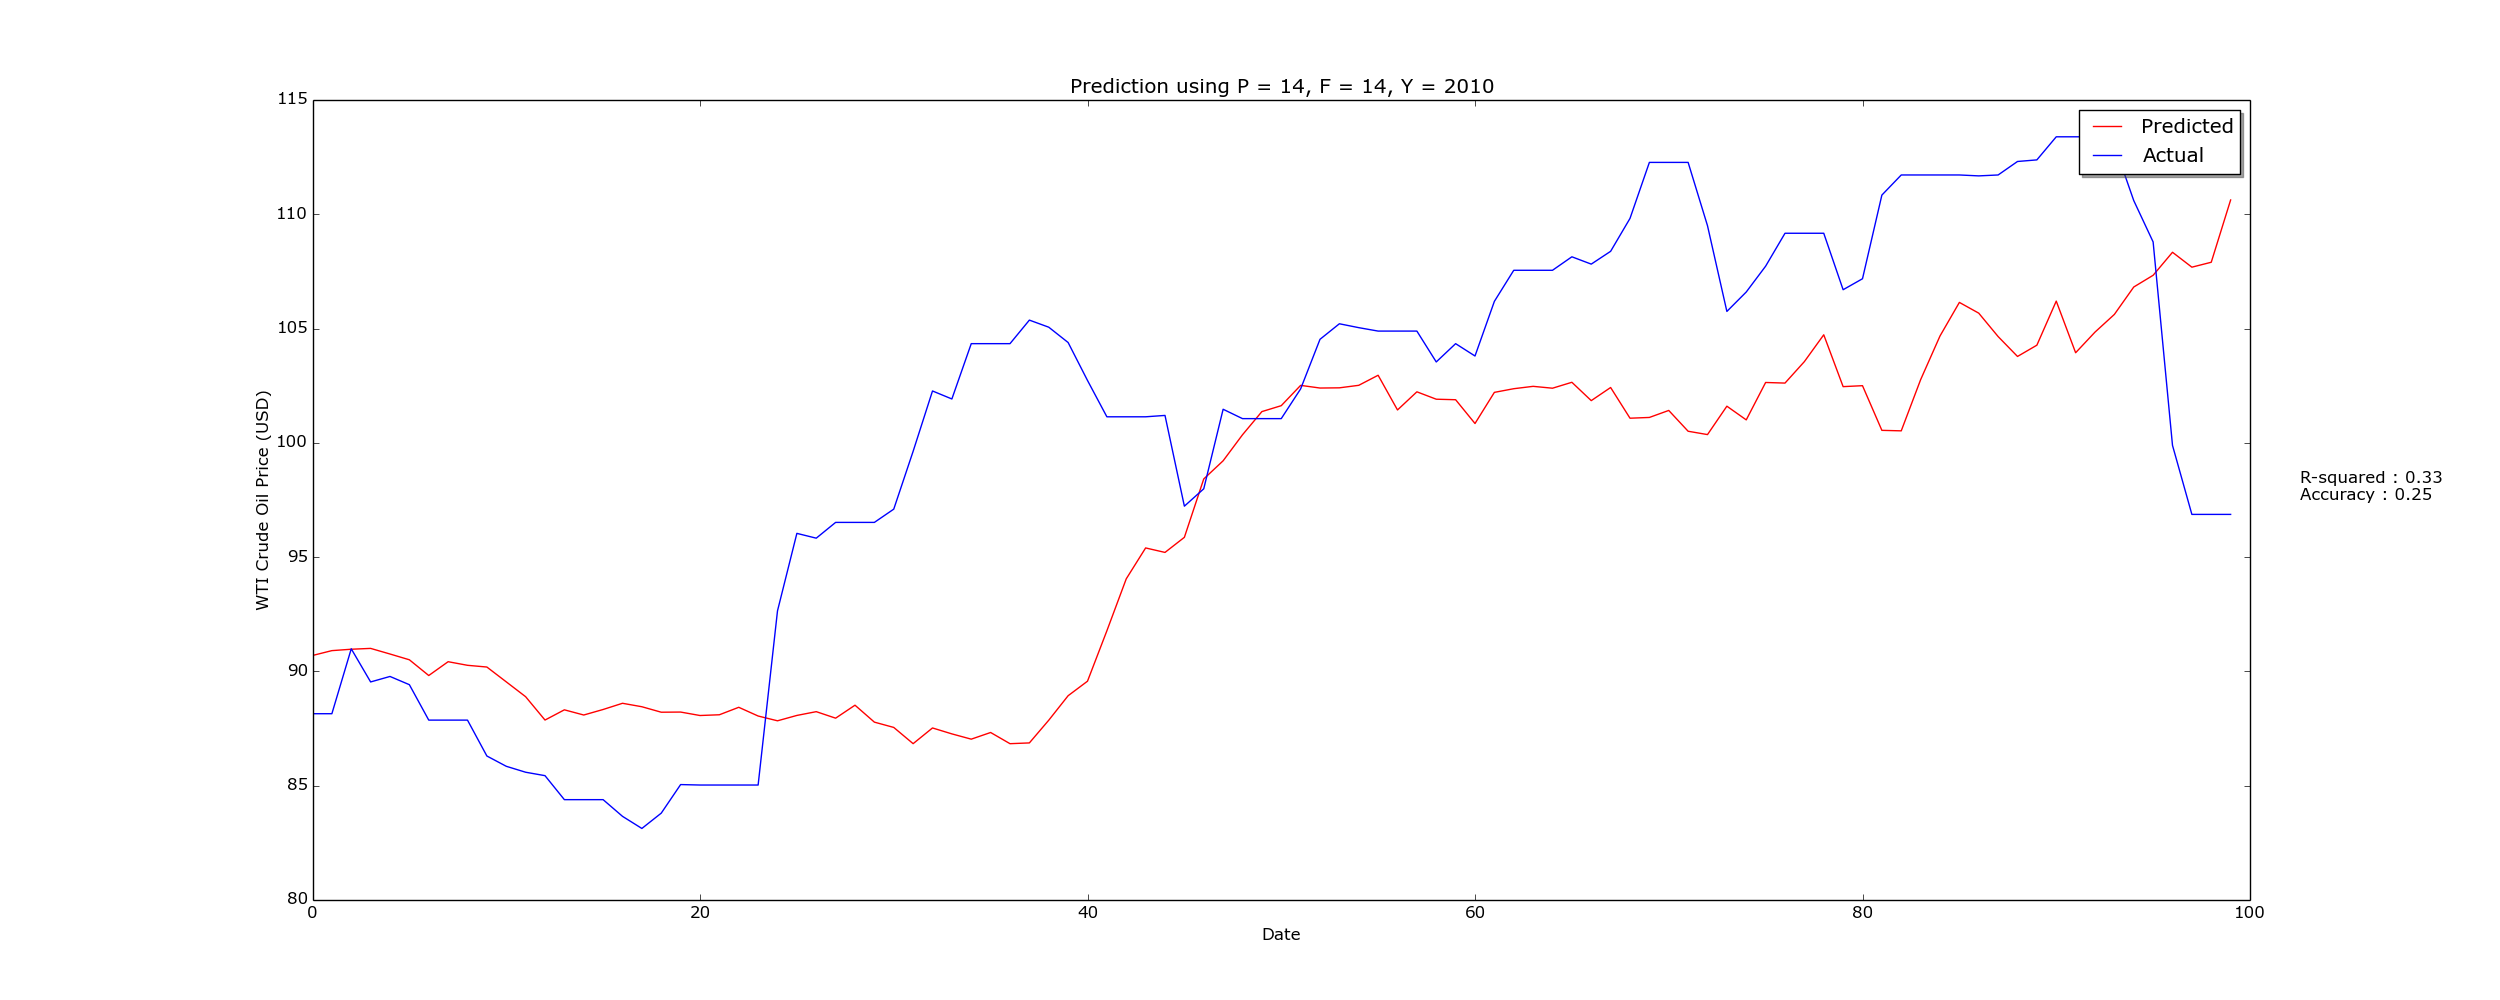 Prediction using P = 14, F = 14, Y = 2010
115
110
105
100
95
90
85
80
WTI Crude Oil Price (USD)
Predicted
Actual
R-squared : 0.33
Accuracy : 0.25
0 20 40 60 80 100
Date